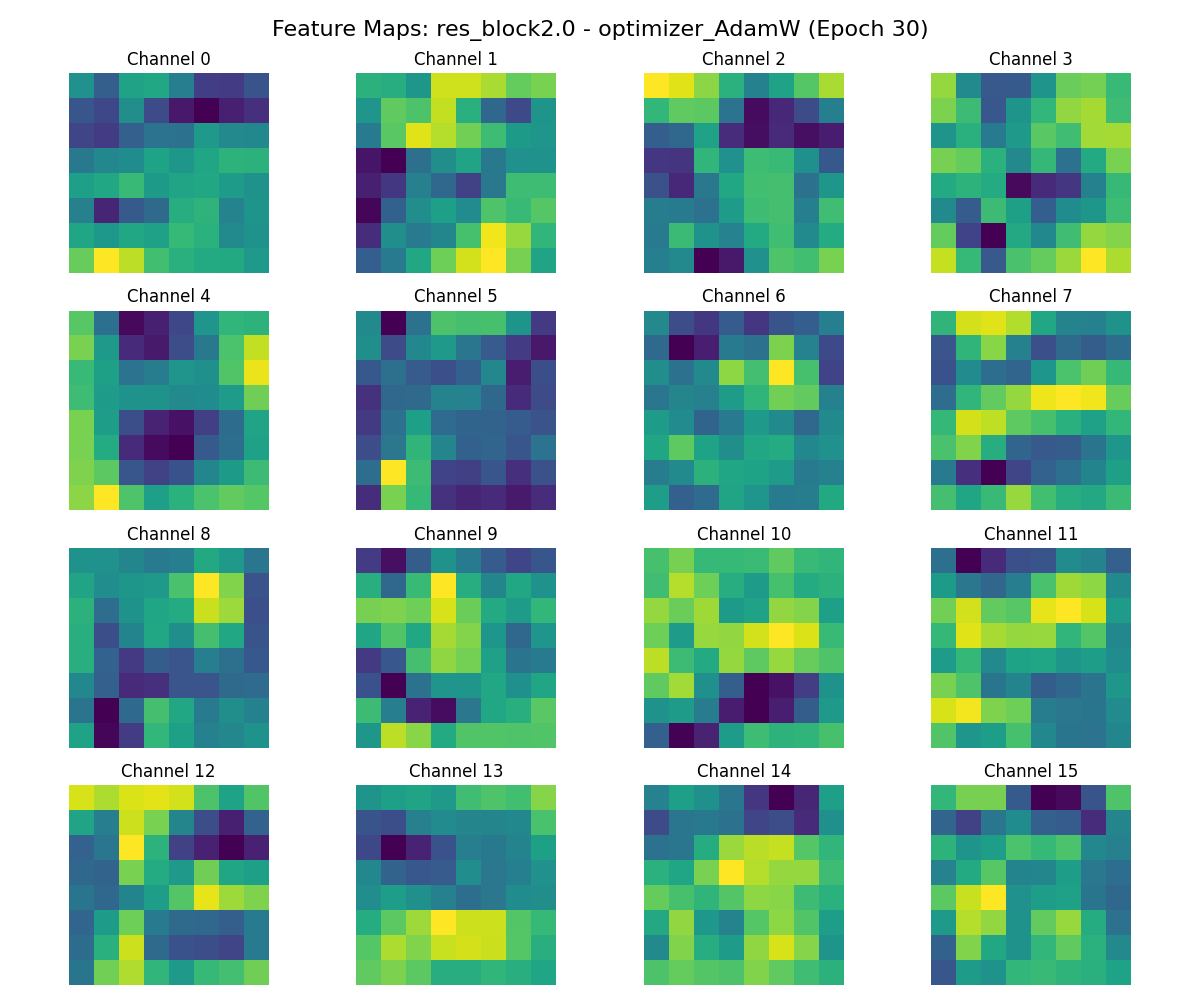 Feature Maps: res_block2.0 - optimizer_AdamW (Epoch 30)
Channel 0
Channel 1
Channel 2
Channel 3
Channel 4
Channel 5
Channel 6
Channel 7
Channel 8
Channel 9
Channel 10
Channel 11
Channel 12
Channel 13
Channel 14
Channel 15